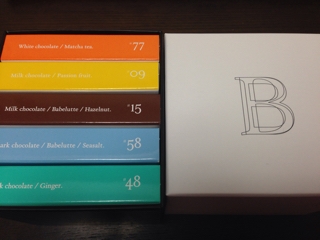 White chocolate / Matcha tea. °77
Milk chocolate / Passion fruit. 09
Milk chocolate / Babelutte / Hazelnut. °15
ark chocolate / Babelutte / Seasalt. °58
k chocolate / Ginger. °48
B